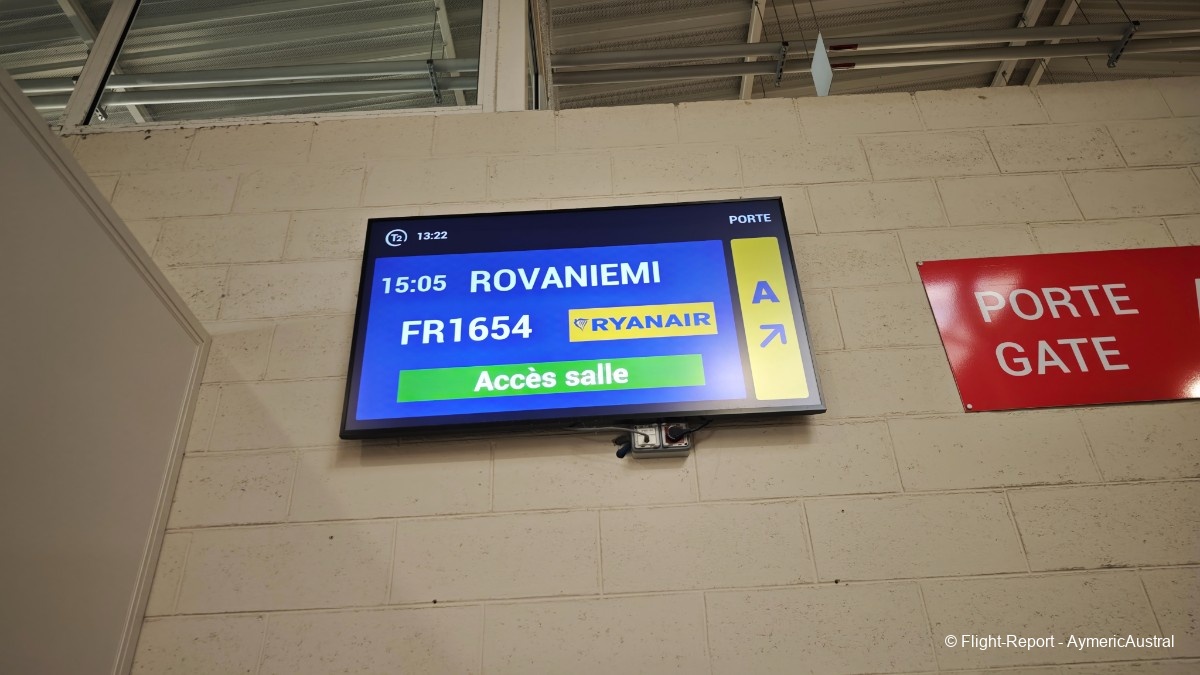 T2 13:22
PORTE
15:05 ROVANIEMI
FR1654 RYANAIR
Accès salle
A
PORTE
GATE
© Flight-Report - AymericAustral